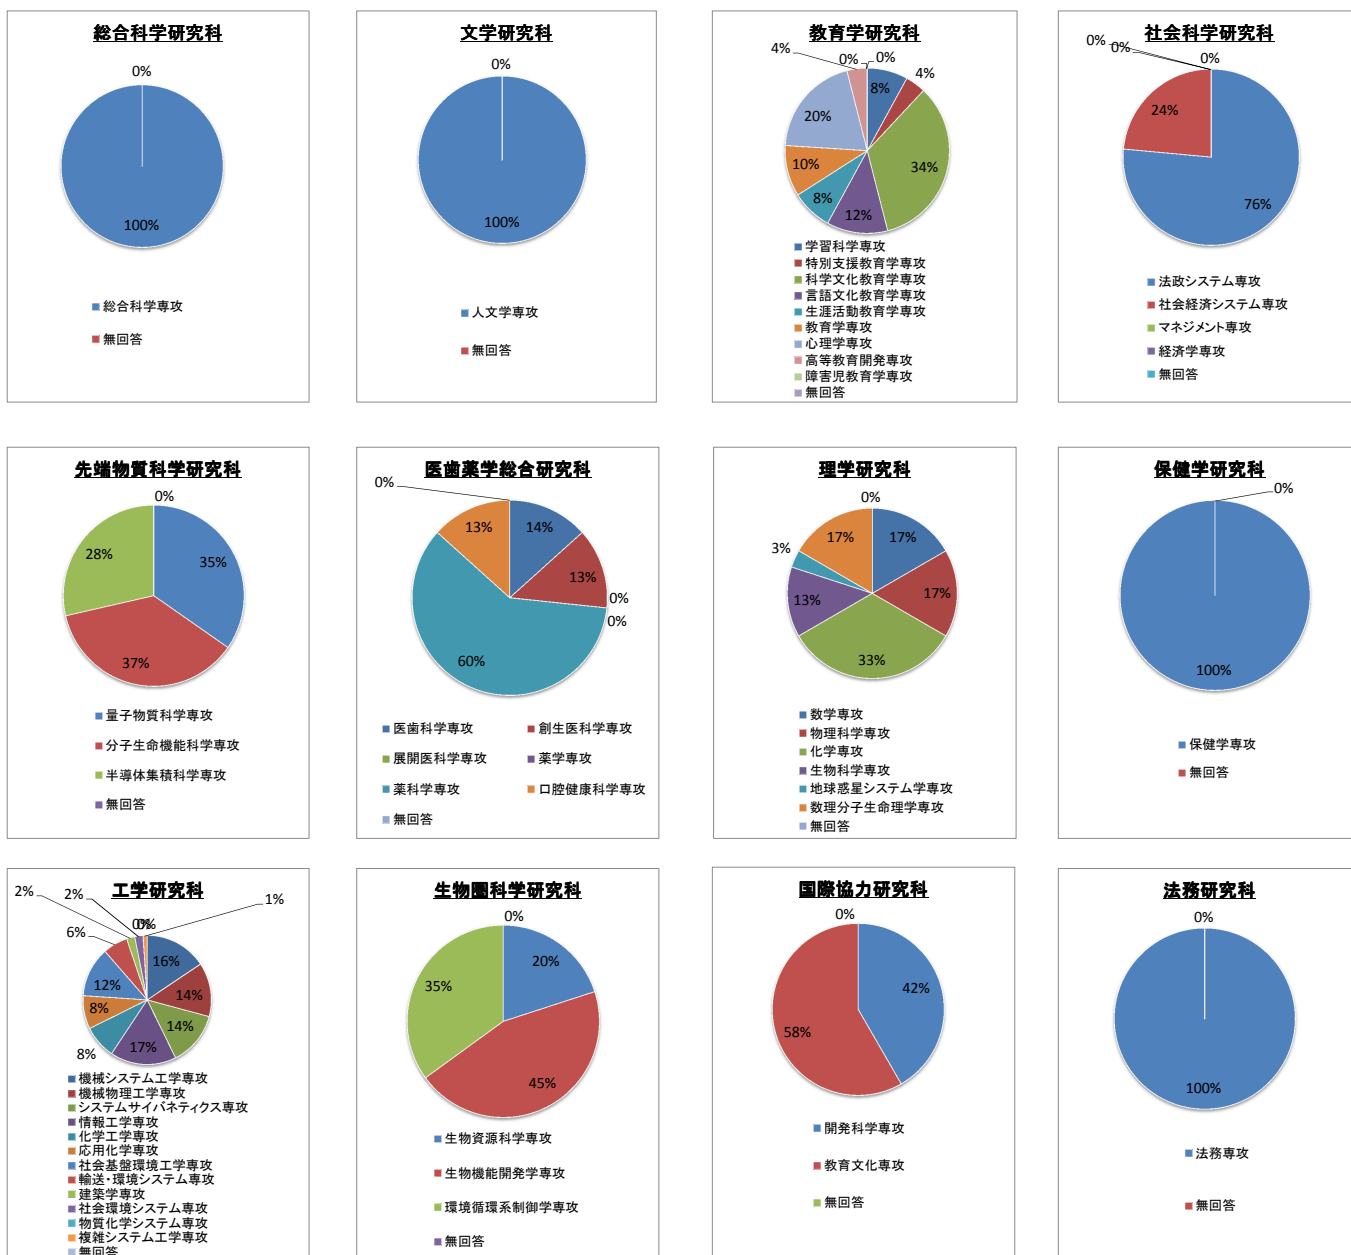 総合科学研究科
0%
100%
総合科学専攻
無回答
文学研究科
0%
100%
人文学専攻
無回答
教育学研究科
4%
0%
0%
8%
4%
34%
12%
8%
10%
20%
学習科学専攻
特別支援教育学専攻
科学文化教育学専攻
言語文化教育学専攻
生涯活動教育学専攻
教育学専攻
心理学専攻
高等教育開発専攻
障害児教育学専攻
無回答
社会科学研究科
0%
0%
0%
24%
76%
法政システム専攻
社会経済システム専攻
マネジメント専攻
経済学専攻
無回答
先端物質科学研究科
0%
28%
35%
37%
量子物質科学専攻
分子生命機能科学専攻
半導体集積科学専攻
無回答
医歯薬学総合研究科
0%
13%
14%
13%
0%
0%
60%
医歯科学専攻
創生医科学専攻
展開医科学専攻
薬学専攻
薬科学専攻
口腔健康科学専攻
無回答
理学研究科
0%
17%
17%
3%
17%
13%
33%
数学専攻
物理科学専攻
化学専攻
生物科学専攻
地球惑星システム学専攻
数理分子生命理学専攻
無回答
保健学研究科
0%
100%
保健学専攻
無回答
工学研究科
2%
2%
0%
0%
1%
6%
16%
12%
14%
8%
14%
8%
17%
機械システム工学専攻
機械物理工学専攻
システムサイバネティクス専攻
情報工学専攻
化学工学専攻
応用化学専攻
社会基盤環境工学専攻
輸送・環境システム専攻
建築学専攻
社会環境システム専攻
物質化学システム専攻
複雑システム工学専攻
無回答
生物圏科学研究科
0%
20%
35%
45%
生物資源科学専攻
生物機能開発学専攻
環境循環系制御学専攻
無回答
国際協力研究科
0%
42%
58%
開発科学専攻
教育文化専攻
無回答
法務研究科
0%
100%
法務専攻
無回答